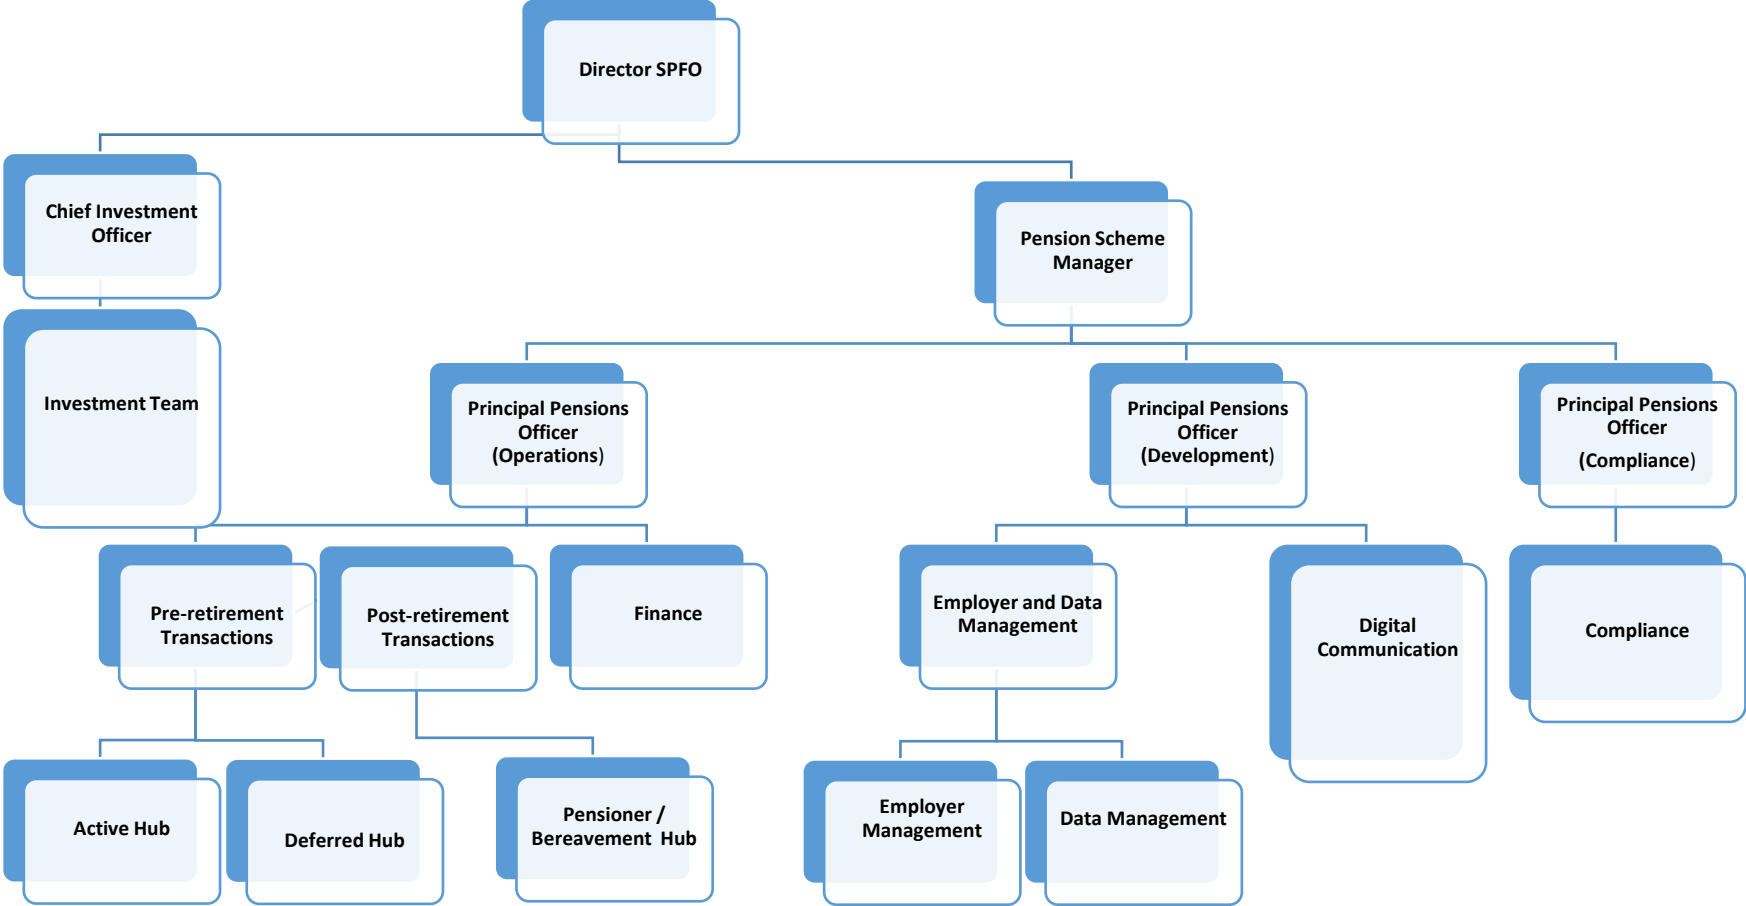 Director SPFO
Chief Investment
Officer
Pension Scheme
Manager
Investment Team
Principal Pensions
Officer
(Operations)
Principal Pensions
Officer
(Development)
Principal Pensions
Officer
(Compliance)
Pre-retirement
Transactions
Post-retirement
Transactions
Finance
Employer and Data
Management
Digital
Communication
Compliance
Active Hub
Deferred Hub
Pensioner /
Bereavement Hub
Employer
Management
Data Management